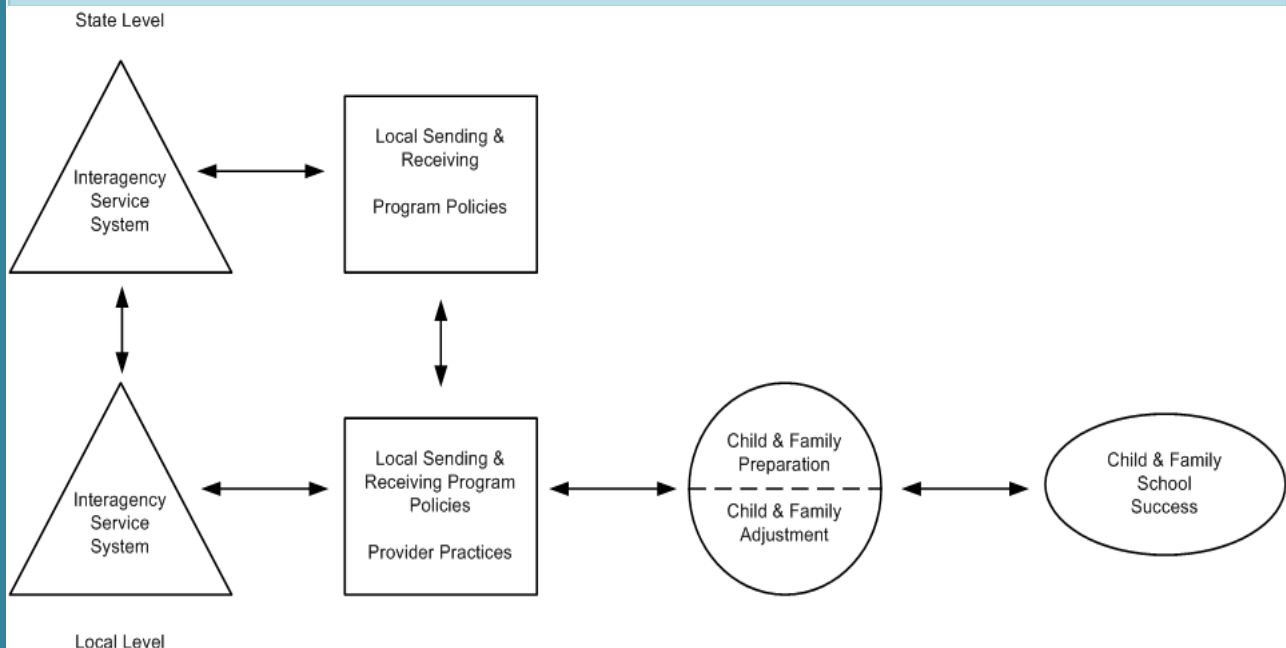 State Level
Interagency
Service
System
Local Sending &
Receiving
Program Policies
Interagency
Service
System
Local Sending &
Receiving Program
Policies
Provider Practices
Child & Family
Preparation
Child & Family
Adjustment
Child & Family
School
Success
Local Level